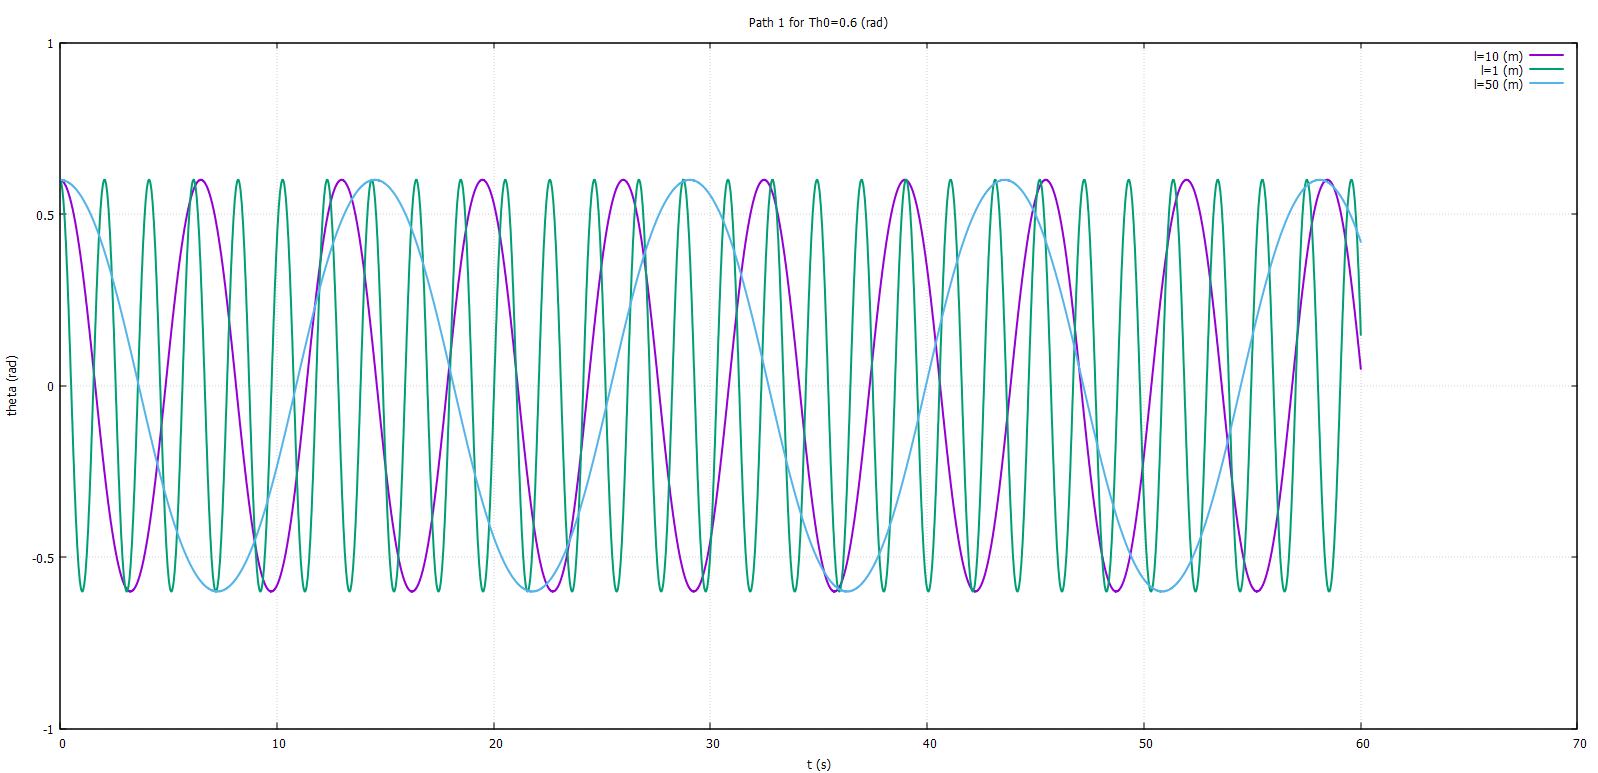 Path 1 for Th0=0.6 (rad)
l=10 (m)
l=1 (m)
l=50 (m)
1
0.5
0
-0.5
-1
theta (rad)
0 10 20 30 40 50 60 70
t (s)